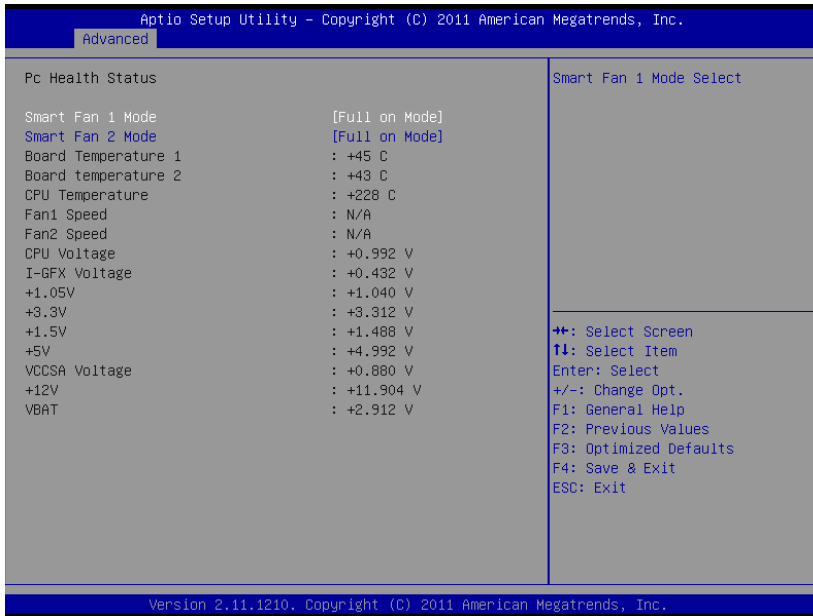 Aptio Setup Utility – Copyright (C) 2011 American Megatrends, Inc.
Advanced
Pc Health Status
Smart Fan 1 Mode [Full on Mode]
Smart Fan 2 Mode [Full on Mode]
Board Temperature 1 : +45 C
Board temperature 2 : +43 C
CPU Temperature : +228 C
Fan1 Speed : N/A
Fan2 Speed : N/A
CPU Voltage : +0.992 V
I-GFX Voltage : +0.432 V
+1.05V : +1.040 V
+3.3V : +3.312 V
+1.5V : +1.488 V
+5V : +4.992 V
VCCSA Voltage : +0.880 V
+12V : +11.904 V
VBAT : +2.912 V
Smart Fan 1 Mode Select
→←: Select Screen
↑↓: Select Item
Enter: Select
+/-: Change Opt.
F1: General Help
F2: Previous Values
F3: Optimized Defaults
F4: Save & Exit
ESC: Exit
Version 2.11.1210. Copyright (C) 2011 American Megatrends, Inc.